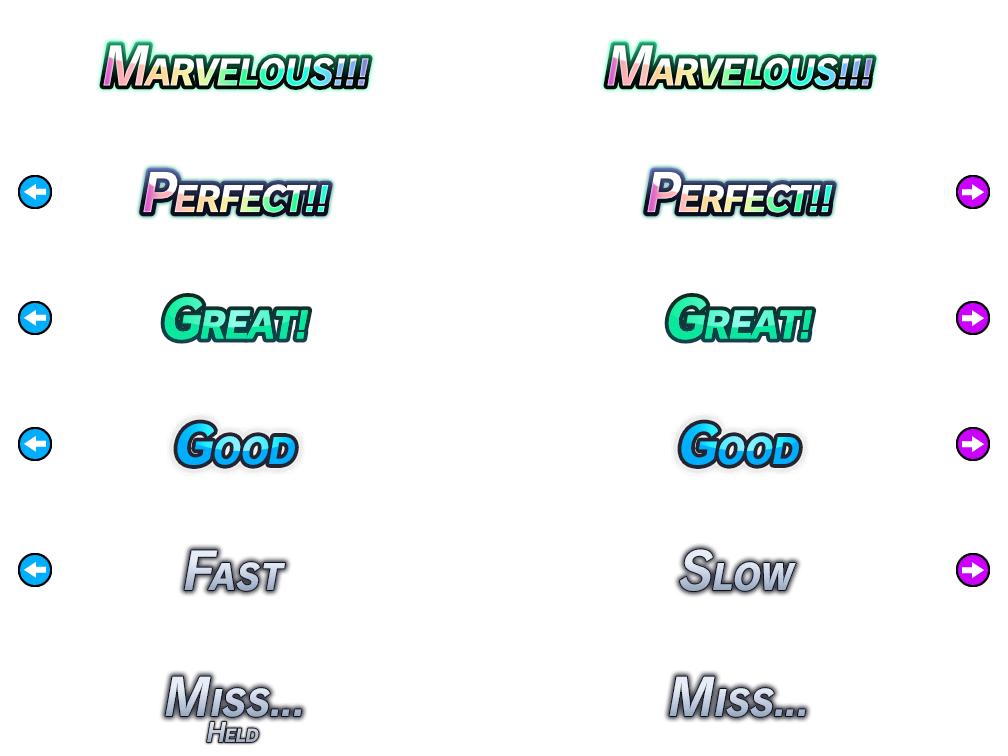 MARVELOUS!!! MARVELOUS!!!
PERFECT!! PERFECT!!
GREAT! GREAT!
GOOD GOOD
FAST SLOW
MISS... MISS...
HELD